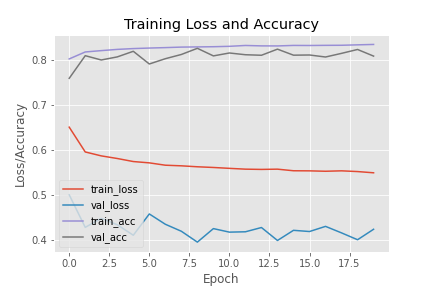 Training Loss and Accuracy
Loss/Accuracy
0.8
0.7
0.6
0.5
0.4
train_loss
val_loss
train_acc
val_acc
0.0 2.5 5.0 7.5 10.0 12.5 15.0 17.5
Epoch